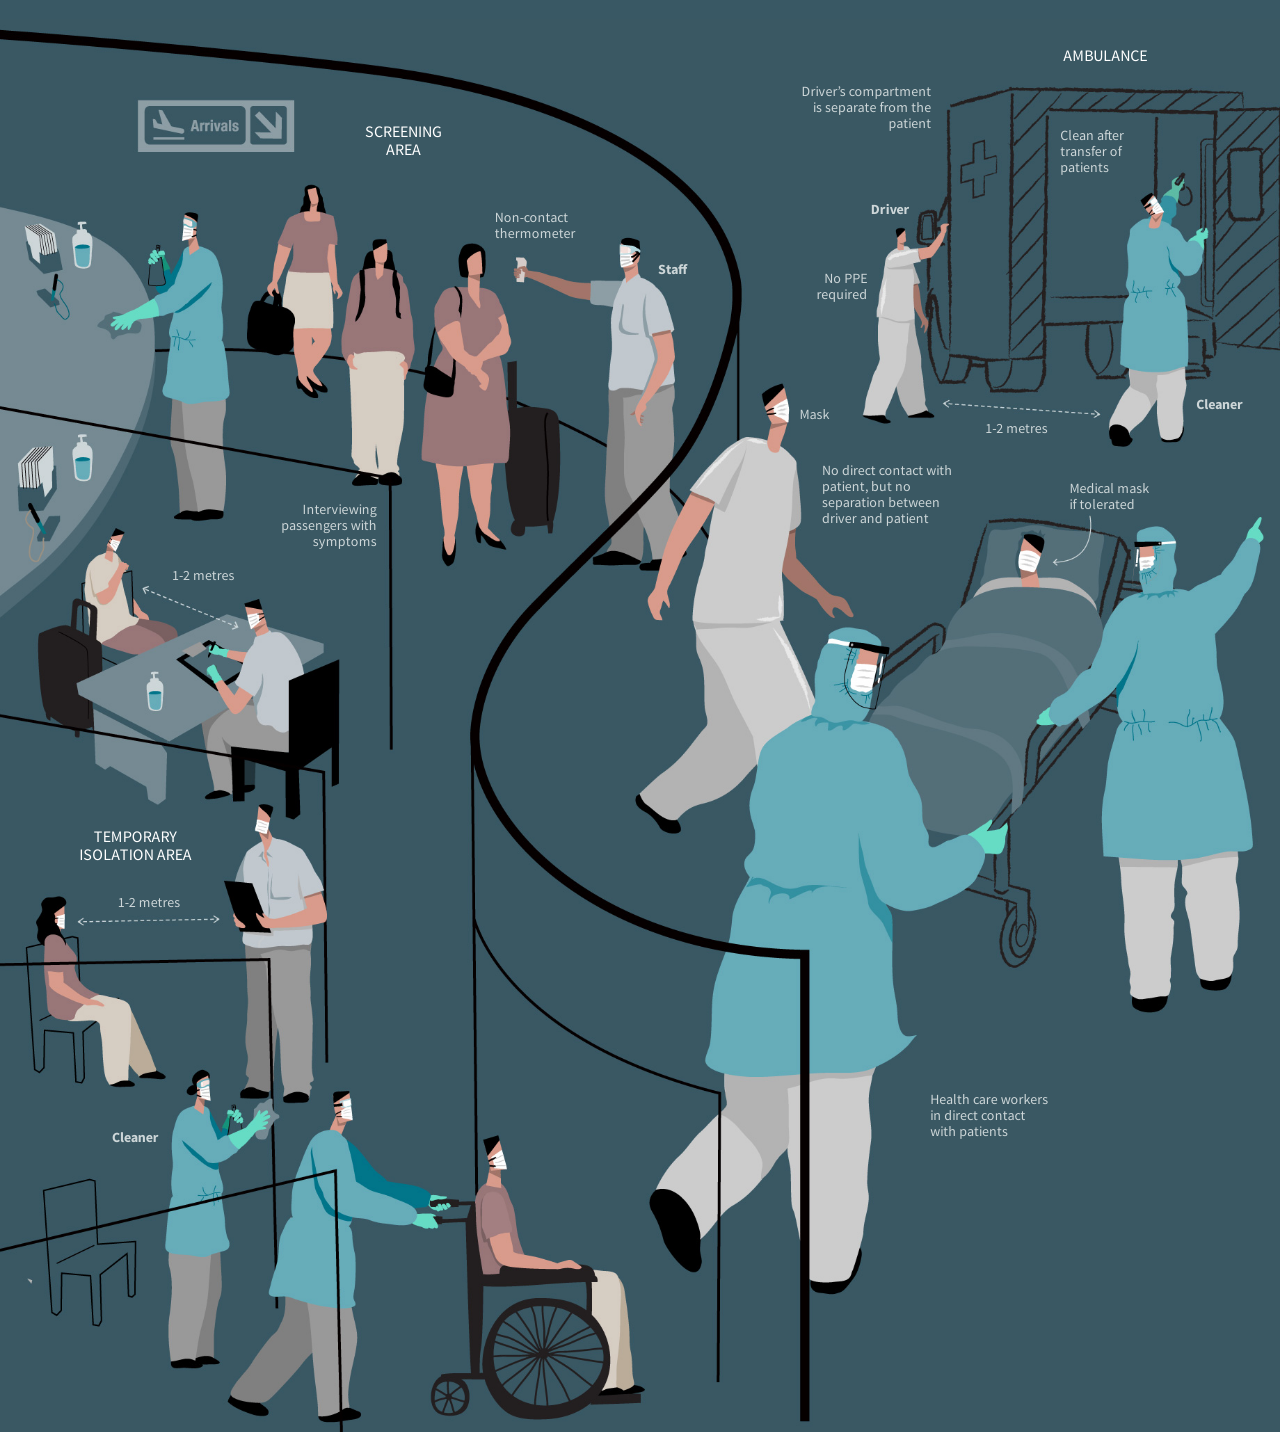 AMBULANCE
Driver's compartment
is separate from the
patient
Arrivals
SCREENING
AREA
Clean after
transfer of
patients
Driver
Non-contact
thermometer
Staff
No PPE
required
Cleaner
1-2 metres
Mask
No direct contact with
patient, but no
separation between
driver and patient
Medical mask
if tolerated
Interviewing
passengers with
symptoms
1-2 metres
TEMPORARY
ISOLATION AREA
1-2 metres
Health care workers
in direct contact
with patients
Cleaner